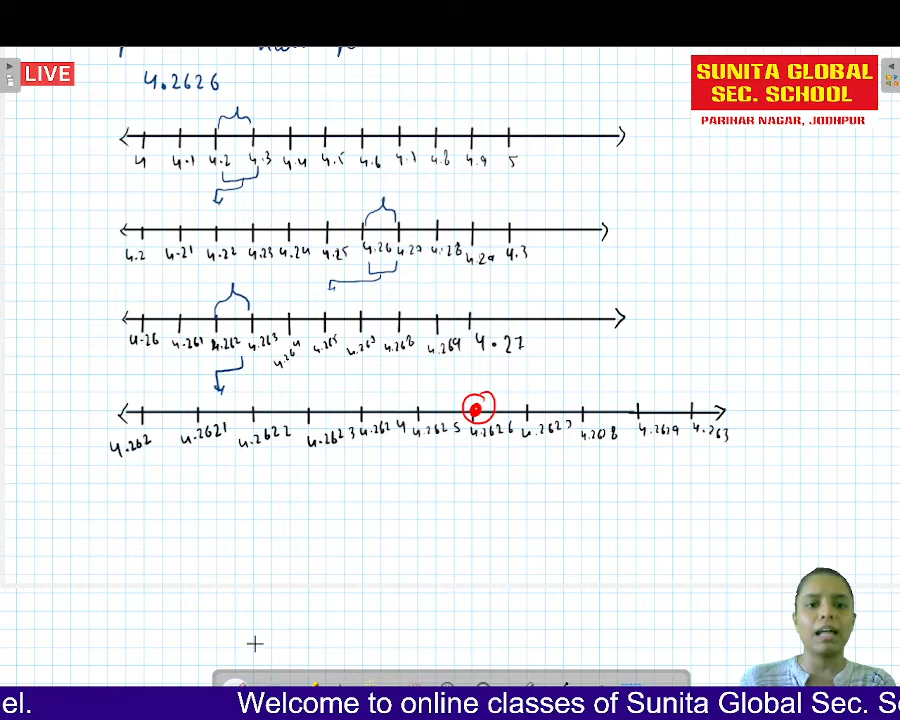 LIVE
SUNITA GLOBAL
SEC. SCHOOL
PARIHAR NAGAR, JODHPUR
4.2626
4 4.1 4.2 4.3 4.4 4.5 4.6 4.7 4.8 4.9 5
4.2 4.21 4.22 4.23 4.24 4.25 4.26 4.27 4.28 4.29 4.3
4.26 4.261 4.262 4.263 4.264 4.265 4.268 4.269 4.27
4.262 4.2621 4.2622 4.2623 4.2624 4.2625 4.2626 4.2627 4.2629 4.263
el. Welcome to online classes of Sunita Global Sec. S